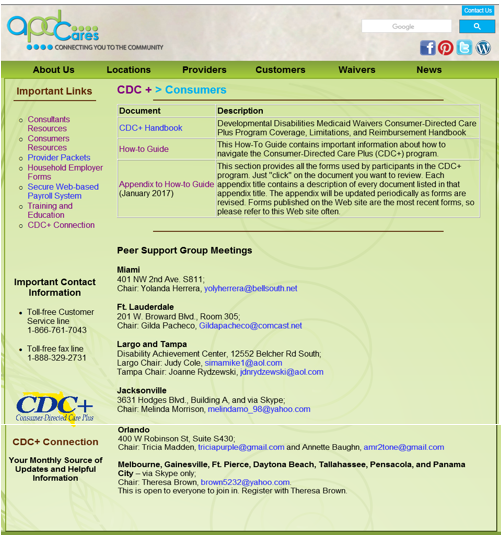 Contact Us
apdcares
CONNECTING YOU TO THE COMMUNITY
Google
About Us Locations Providers Customers Waivers News
Important Links
Consultants
Resources
Consumers
Resources
Provider Packets
Household Employer
Forms
Secure Web-based
Payroll System
Training and
Education
CDC+ Connection
Important Contact
Information
Toll-free Customer
Service line
1-866-761-7043
Toll-free fax line
1-888-329-2731
CDC+
Consumer-Directed Care Plus
CDC+ Connection
Your Monthly Source of
Updates and Helpful
Information
CDC + > Consumers
Document Description
CDC+ Handbook
Developmental Disabilities Medicaid Waivers Consumer-Directed Care
Plus Program Coverage, Limitations, and Reimbursement Handbook
How-to Guide
This How-To Guide contains important information about how to
navigate the Consumer-Directed Care Plus (CDC+) program.
Appendix to How-to Guide
(January 2017)
This section provides all the forms used by participants in the CDC+
program. Just "click" on the document you want to review. Each
appendix title contains a description of every document listed in that
appendix title. The appendix will be updated periodically as forms are
revised. Forms published on the Web site are the most recent forms, so
please refer to this Web site often.
Peer Support Group Meetings
Miami
401 NW 2nd Ave. S811;
Chair: Yolanda Herrera, yolyherrera@bellsouth.net
Ft. Lauderdale
201 W. Broward Blvd., Room 305;
Chair: Gilda Pacheco, Gildapacheco@comcast.net
Largo and Tampa
Disability Achievement Center, 12552 Belcher Rd South;
Largo Chair: Judy Cole, simamike1@aol.com
Tampa Chair: Joanne Rydzewski, jdnrydzewski@aol.com
Jacksonville
3631 Hodges Blvd., Building A, and via Skype;
Chair: Melinda Morrison, melindamo_98@yahoo.com
Orlando
400 W Robinson St, Suite S430;
Chair: Tricia Madden, triciapurple@gmail.com and Annette Baughn, amr2tone@gmail.com
Melbourne, Gainesville, Ft. Pierce, Daytona Beach, Tallahassee, Pensacola, and Panama
City – via Skype only;
Chair: Theresa Brown, brown5232@yahoo.com.
This is open to everyone to join in. Register with Theresa Brown.